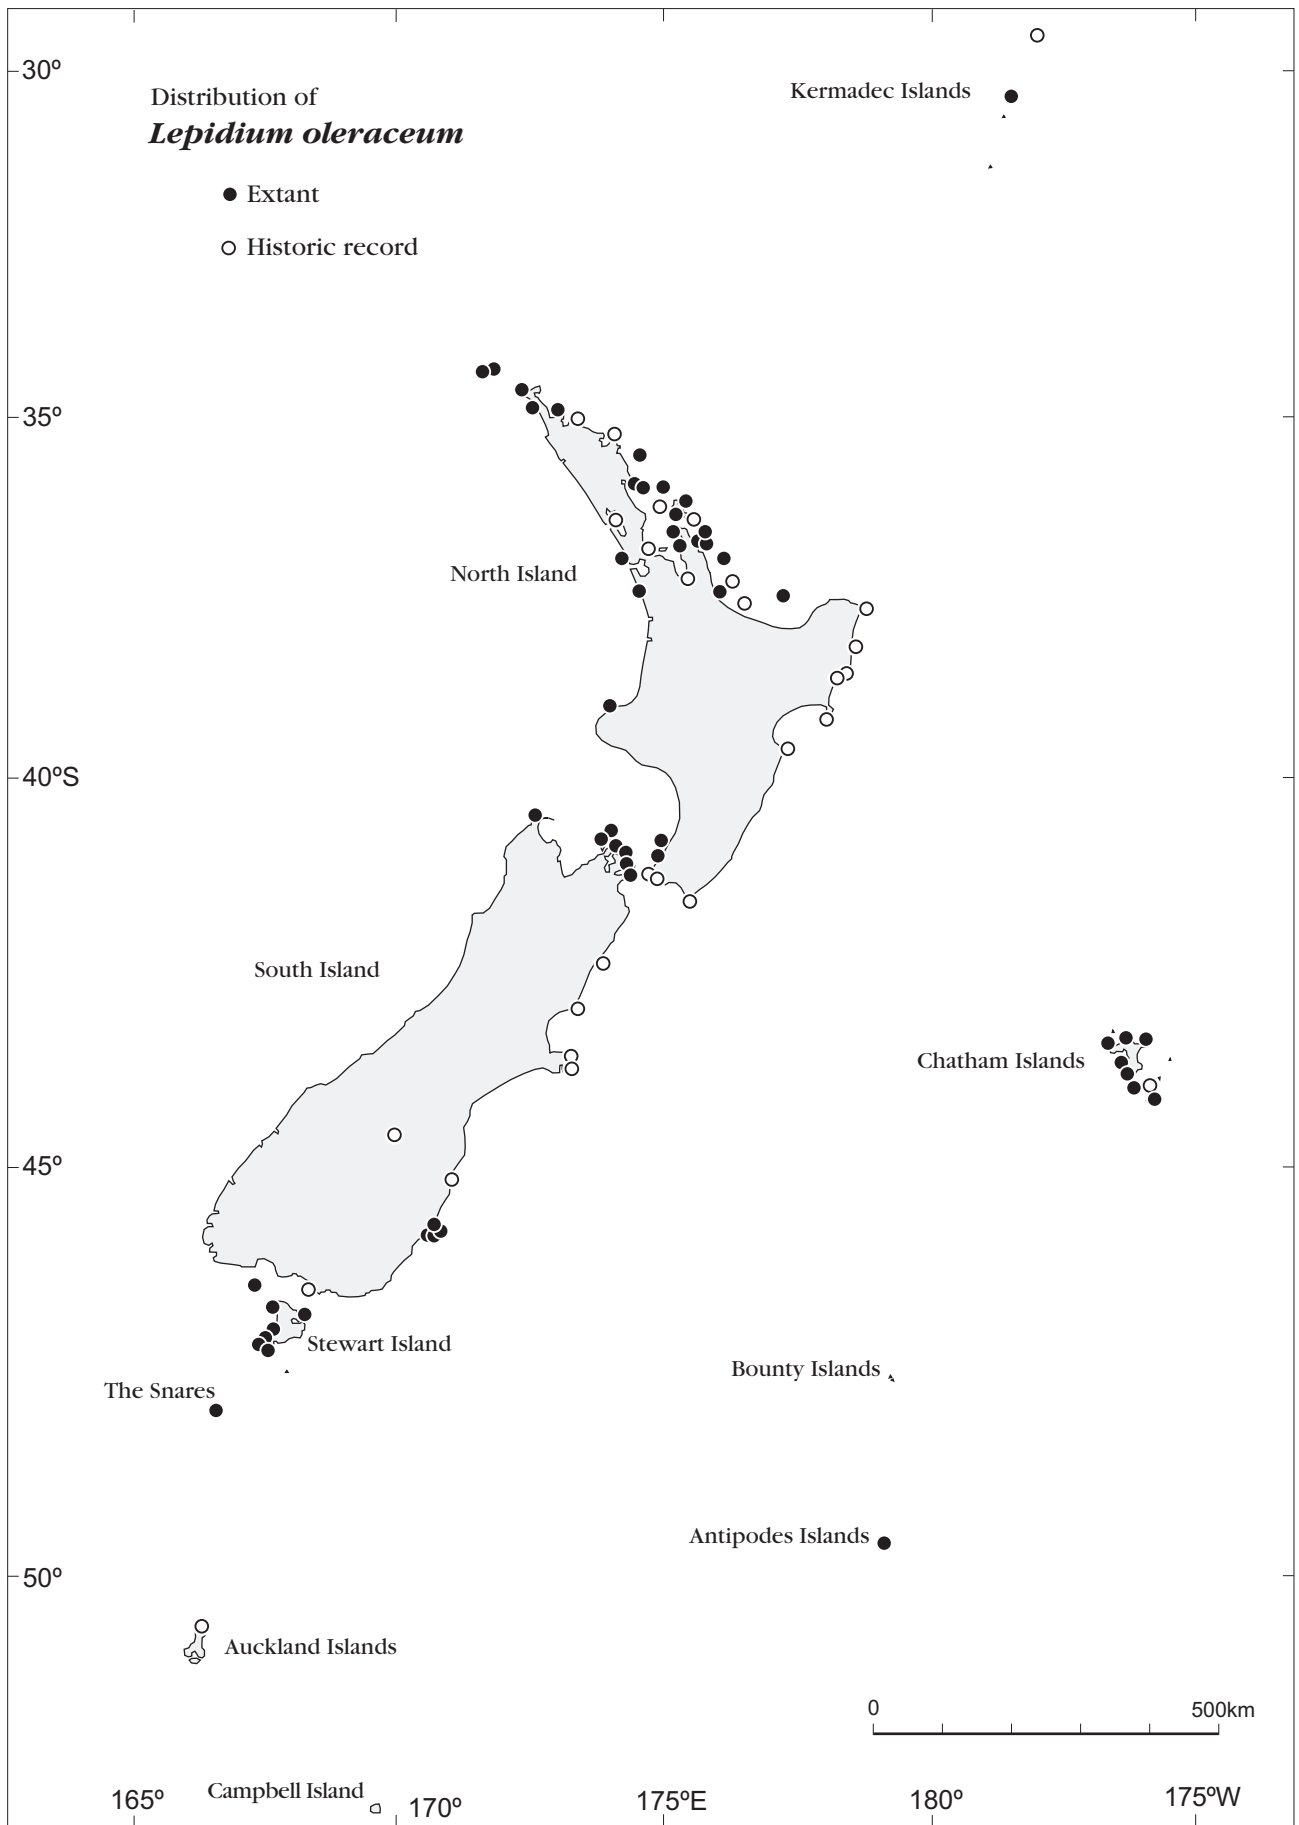 30º
Kermadec Islands
Distribution of
Lepidium oleraceum
Extant
Historic record
35º
North Island
40ºS
South Island
Chatham Islands
45º
Stewart Island
Bounty Islands
The Snares
Antipodes Islands
50º
Auckland Islands
0
500km
Campbell Island
165º
170º
175ºE
180º
175ºW